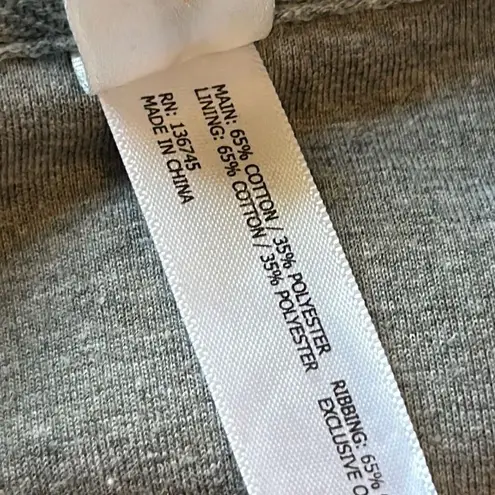 MAIN: 65% COTTON / 35% POLYESTER
LINING: 65% COTTON / 35% POLYESTER
RIBBING: 65%
EXCLUSIVE O
RN: 136745
MADE IN CHINA